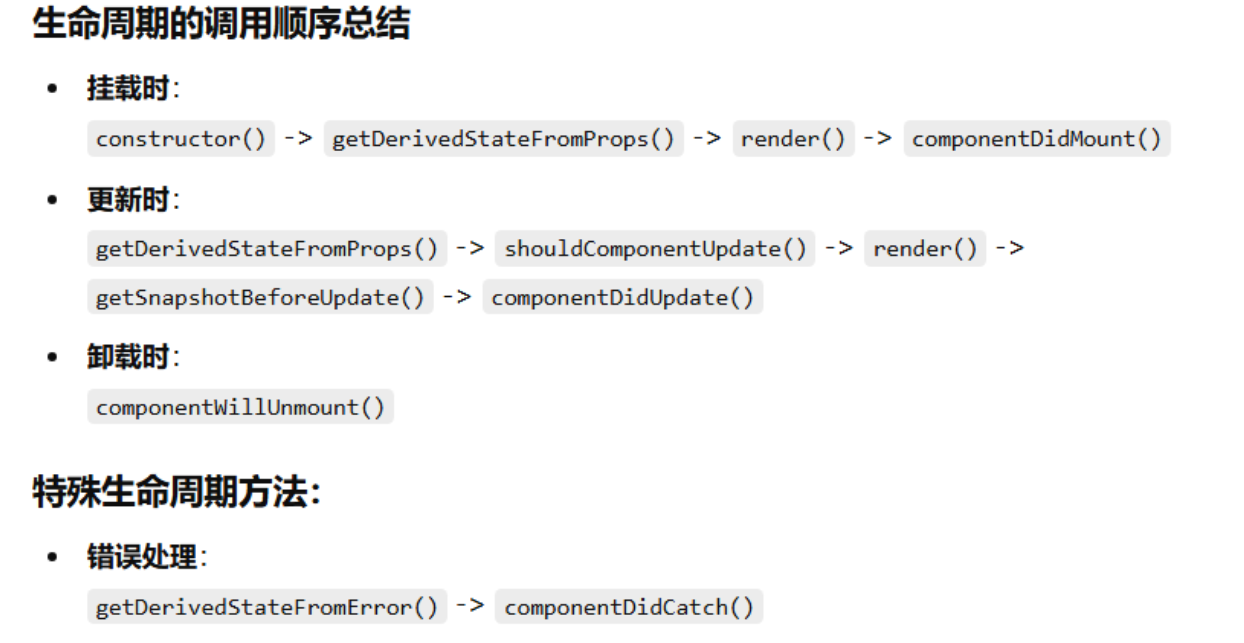 生命周期的调用顺序总结
• 挂载时：
constructor() -> getDerivedStateFromProps() -> render() -> componentDidMount()
• 更新时：
getDerivedStateFromProps() -> shouldComponentUpdate() -> render() ->
getSnapshotBeforeUpdate() -> componentDidUpdate()
• 卸载时：
componentWillUnmount()
特殊生命周期方法：
• 错误处理：
getDerivedStateFromError() -> componentDidCatch()